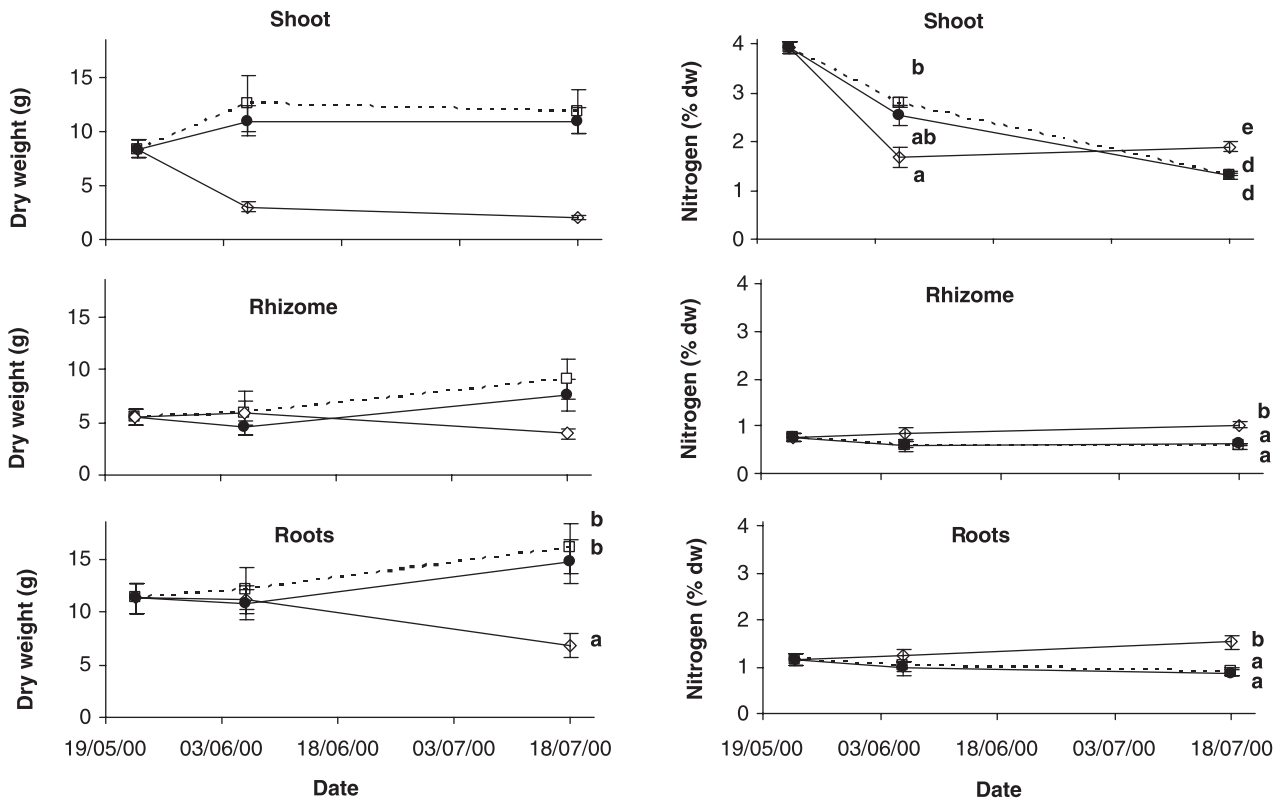 Shoot
Dry weight (g)
15
10
5
0
Shoot
Nitrogen (% dw)
4
3
2
1
0
b
ab
a
e
d
d
Rhizome
Dry weight (g)
15
10
5
0
Rhizome
Nitrogen (% dw)
4
3
2
1
0
b
a
a
Roots
Dry weight (g)
15
10
5
0
b
b
a
19/05/00 03/06/00 18/06/00 03/07/00 18/07/00
Date
Roots
Nitrogen (% dw)
4
3
2
1
0
b
a
a
19/05/00 03/06/00 18/06/00 03/07/00 18/07/00
Date